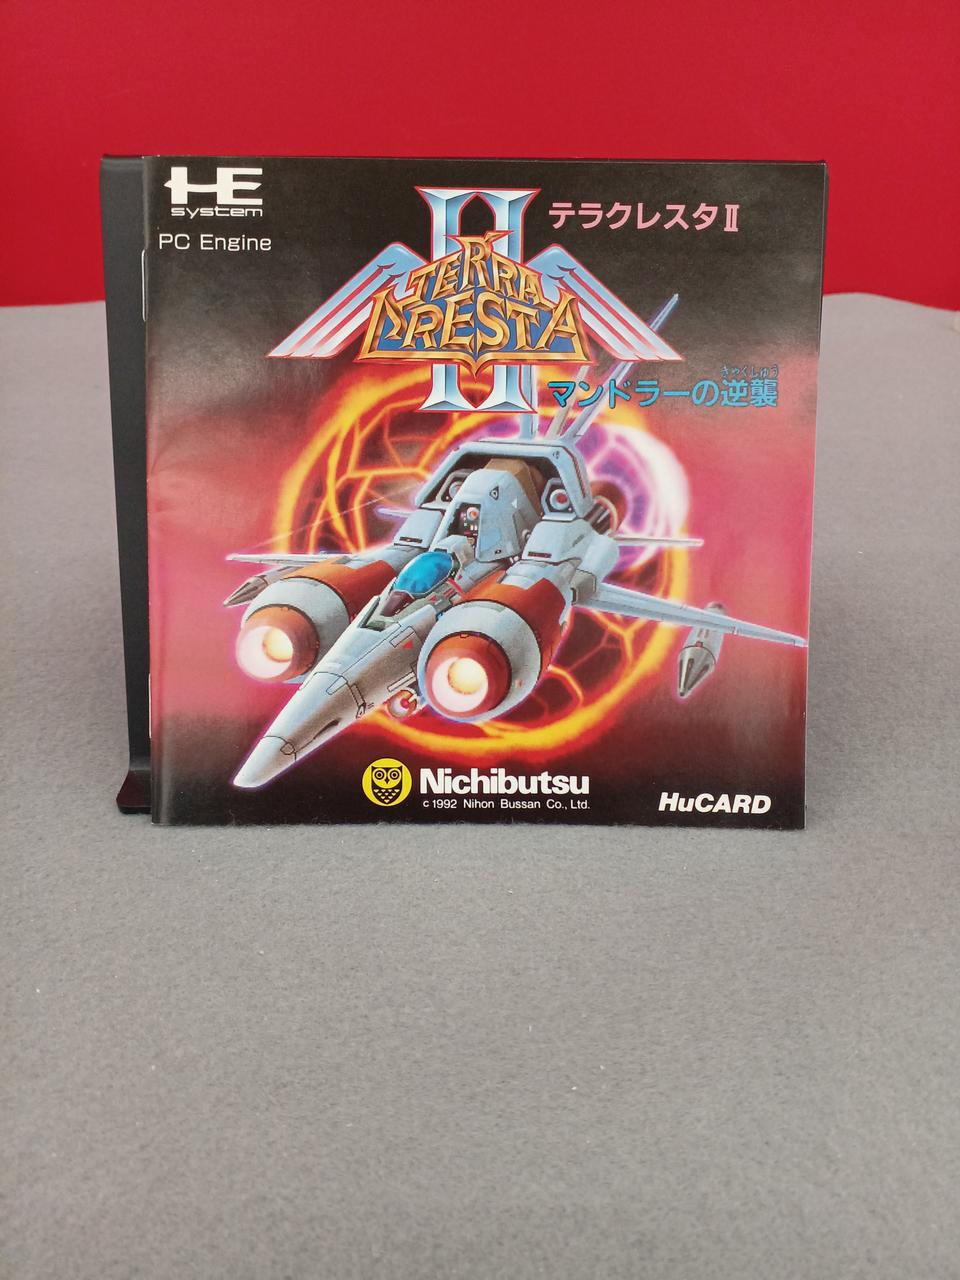 HE
system
PC Engine
II
テラクレスタⅡ
TERRA
CRESTA
きゃくしゅう
マンドラーの逆襲
Nichibutsu
c 1992 Nihon Bussan Co., Ltd.
HuCARD